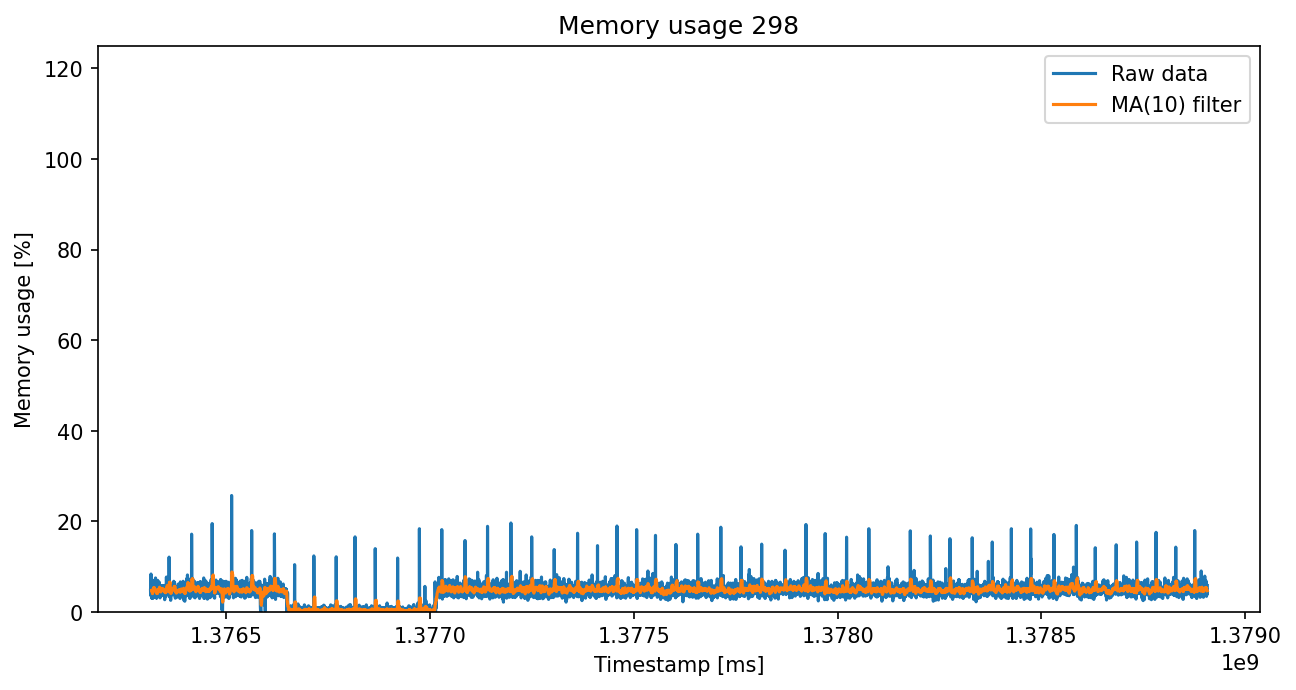 Memory usage 298
Raw data
MA(10) filter
Memory usage [%]
120
100
80
60
40
20
0
1.3765 1.3770 1.3775 1.3780 1.3785 1.3790
1e9
Timestamp [ms]